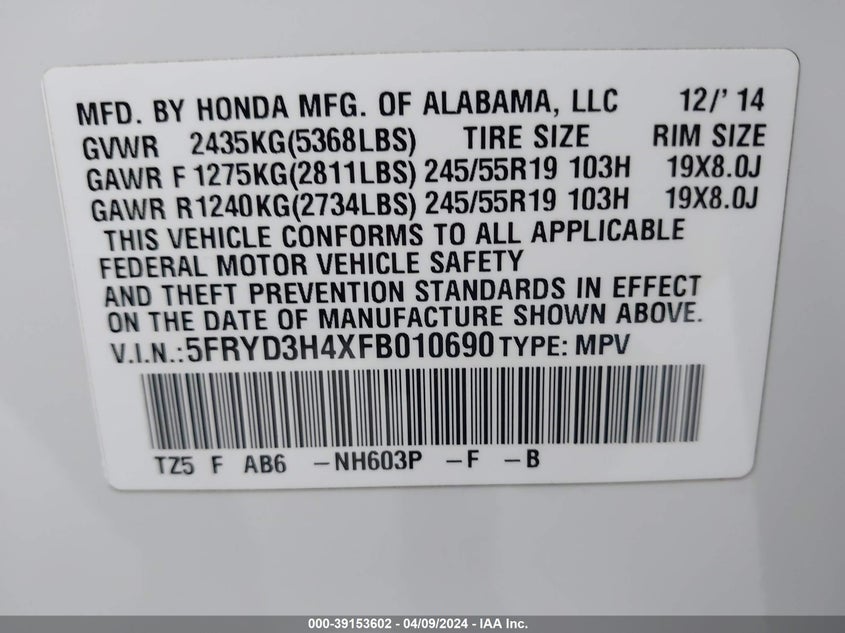 MFD. BY HONDA MFG. OF ALABAMA, LLC 12/' 14
GVWR 2435KG(5368LBS) TIRE SIZE RIM SIZE
GAWR F 1275KG(2811LBS) 245/55R19 103H 19X8.0J
GAWR R1240KG(2734LBS) 245/55R19 103H 19X8.0J
THIS VEHICLE CONFORMS TO ALL APPLICABLE
FEDERAL MOTOR VEHICLE SAFETY
AND THEFT PREVENTION STANDARDS IN EFFECT
ON THE DATE OF MANUFACTURE SHOWN ABOVE.
V.I.N.:5FRYD3H4XFB010690 TYPE: MPV
TZ5 F AB6 -NH603P -F -B
000-39153602 - 04/09/2024 - IAA Inc.